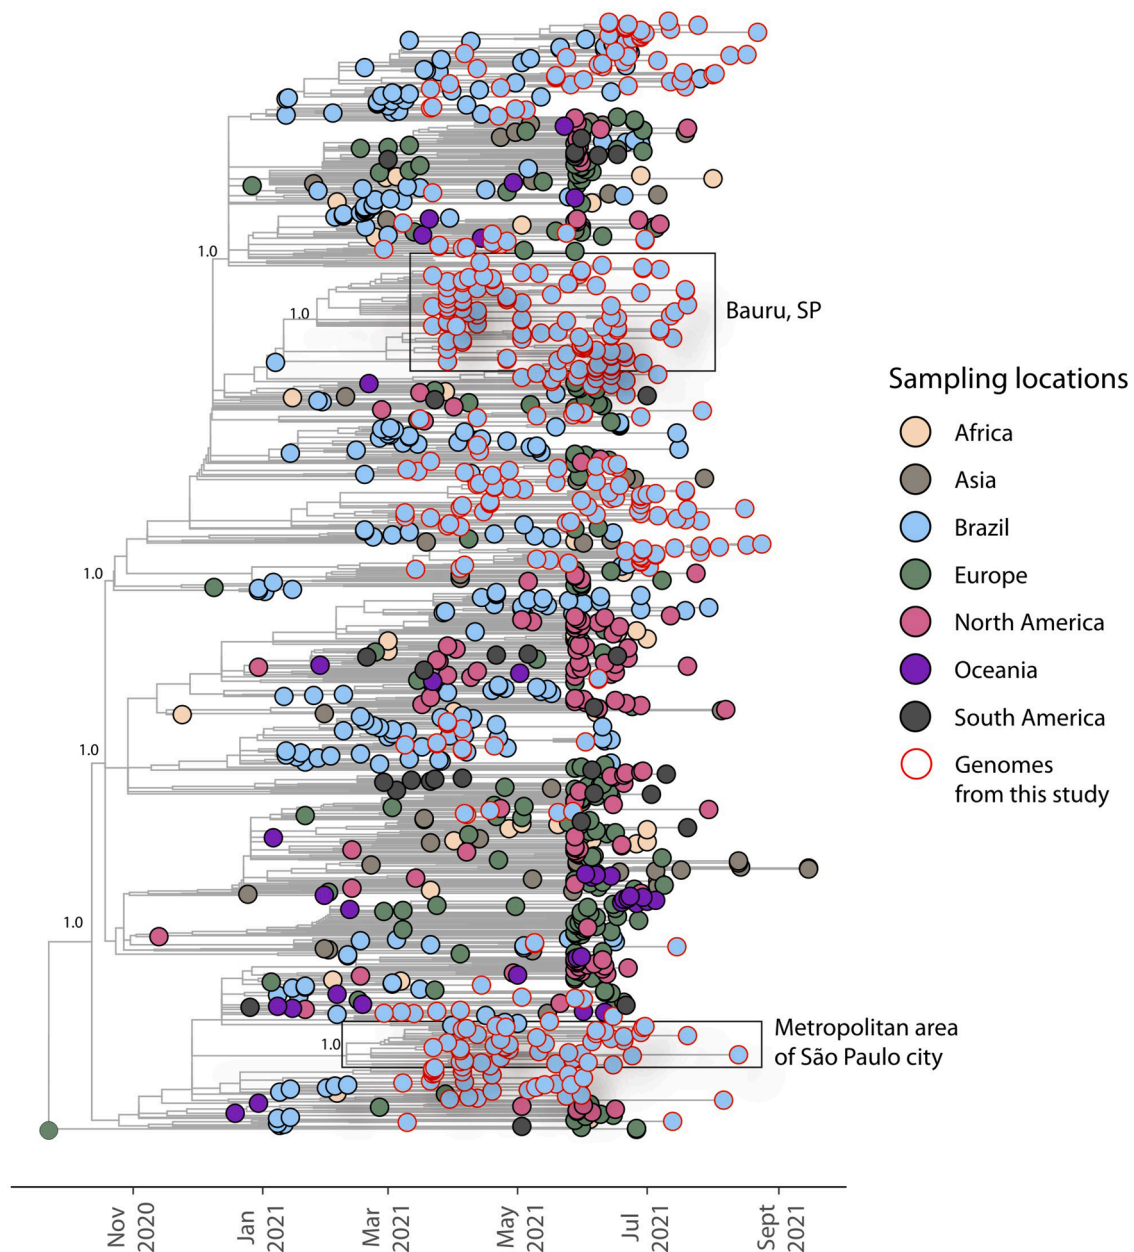 1.0
1.0
Bauru, SP
Sampling locations
Africa
Asia
Brazil
Europe
North America
Oceania
South America
Genomes
from this study
1.0
1.0
1.0
Metropolitan area
of São Paulo city
1.0
Nov
2020
Jan
2021
Mar
2021
May
2021
Jul
2021
Sept
2021